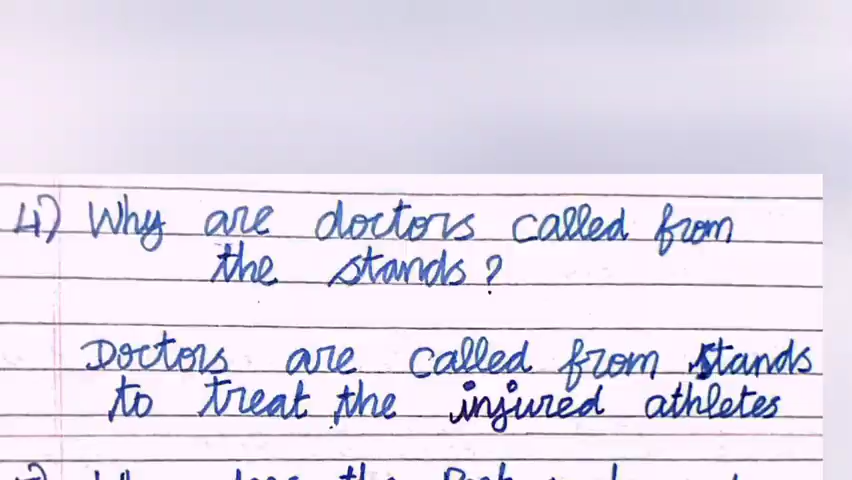 4) Why are doctors called from
the stands?
Doctors are called from stands
to treat the injured athletes